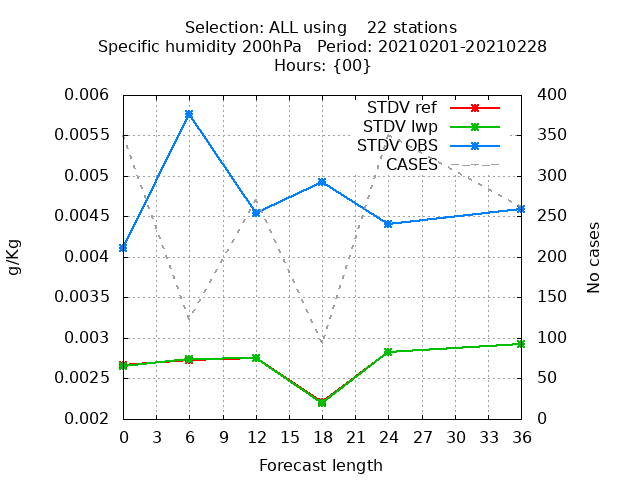 Selection: ALL using    22 stations
Specific humidity 200hPa   Period: 20210201-20210228
Hours: {00}
0.006
0.0055
0.005
0.0045
0.004
0.0035
0.003
0.0025
0.002
g/Kg
STDV ref
STDV lwp
STDV OBS
CASES
400
350
300
250
200
150
100
50
0
No cases
0 3 6 9 12 15 18 21 24 27 30 33 36
Forecast length